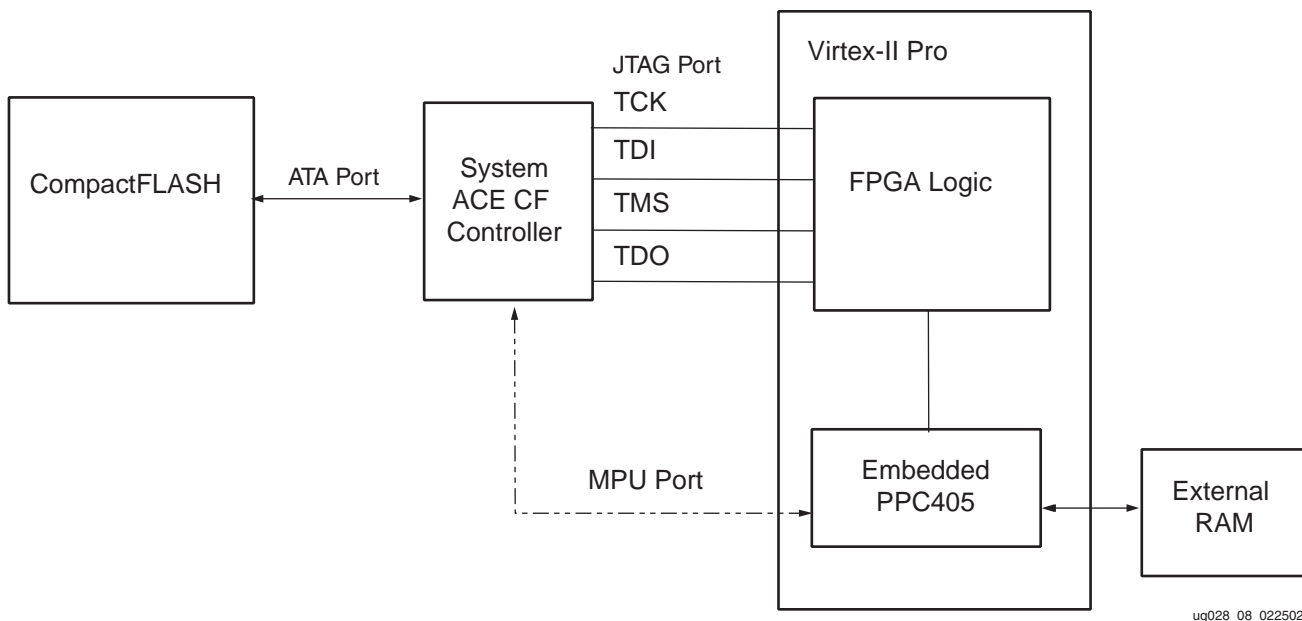 Virtex-II Pro
JTAG Port
TCK
TDI
TMS
TDO
CompactFLASH
ATA Port
System
ACE CF
Controller
FPGA Logic
MPU Port
Embedded
PPC405
External
RAM
ug028_08_022502